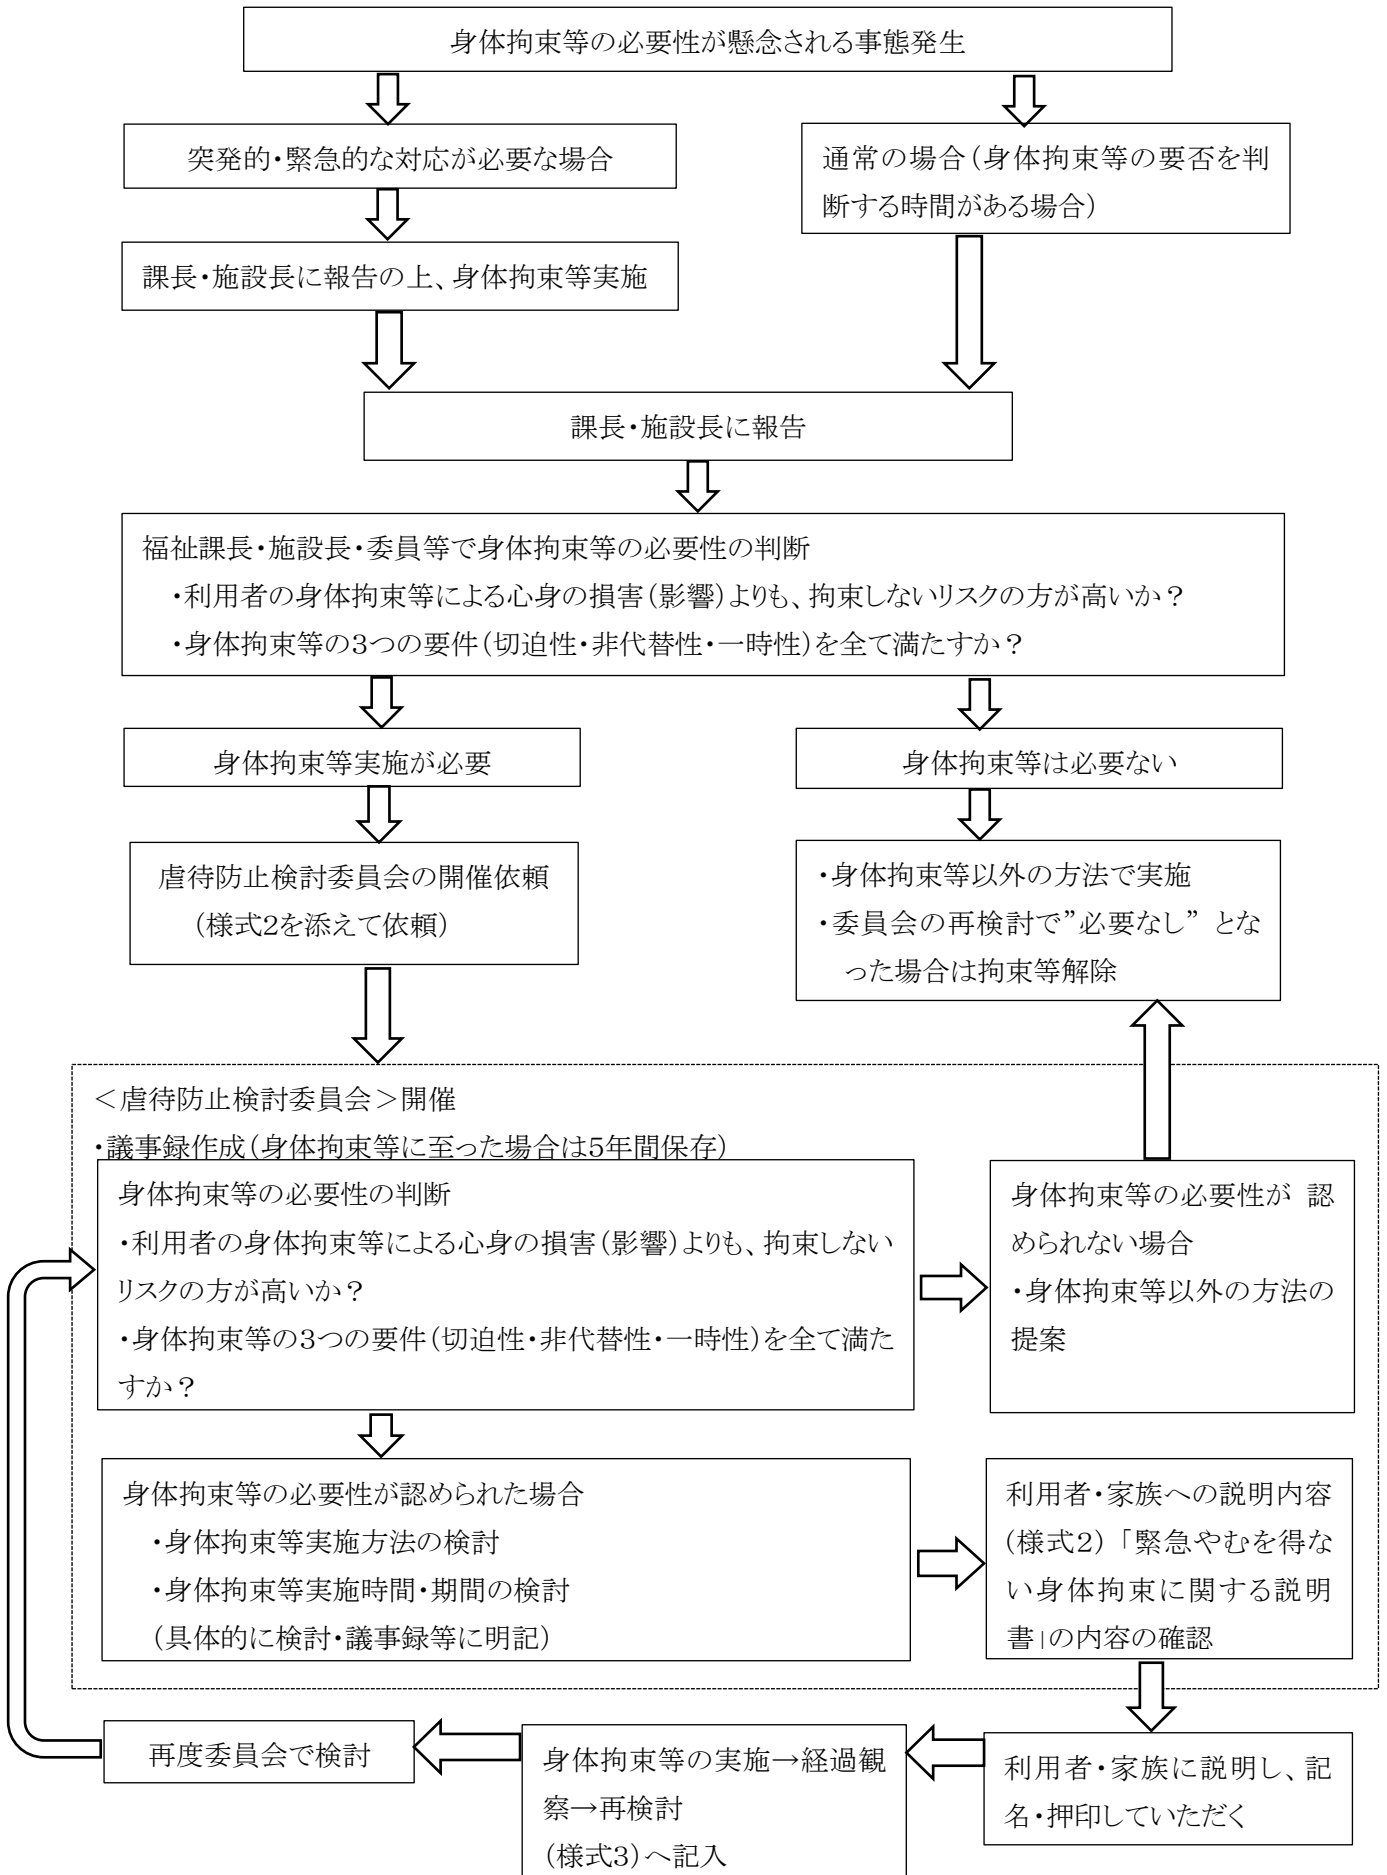 身体拘束等の必要性が懸念される事態発生
突発的・緊急的な対応が必要な場合
通常の場合(身体拘束等の要否を判
断する時間がある場合)
課長・施設長に報告の上、身体拘束等実施
課長・施設長に報告
福祉課長・施設長・委員等で身体拘束等の必要性の判断
・利用者の身体拘束等による心身の損害(影響)よりも、拘束しないリスクの方が高いか?
・身体拘束等の3つの要件(切迫性・非代替性・一時性)を全て満たすか?
身体拘束等実施が必要
身体拘束等は必要ない
虐待防止検討委員会の開催依頼
(様式2を添えて依頼)
・身体拘束等以外の方法で実施
・委員会の再検討で”必要なし” とな
った場合は拘束等解除
<虐待防止検討委員会>開催
・議事録作成(身体拘束等に至った場合は5年間保存)
身体拘束等の必要性の判断
・利用者の身体拘束等による心身の損害(影響)よりも、拘束しない
リスクの方が高いか?
・身体拘束等の3つの要件(切迫性・非代替性・一時性)を全て満た
すか?
身体拘束等の必要性が 認
められない場合
・身体拘束等以外の方法の
提案
身体拘束等の必要性が認められた場合
・身体拘束等実施方法の検討
・身体拘束等実施時間・期間の検討
(具体的に検討・議事録等に明記)
利用者・家族への説明内容
(様式2)「緊急やむを得な
い身体拘束に関する説明
書」の内容の確認
再度委員会で検討
身体拘束等の実施→経過観
察→再検討
(様式3)へ記入
利用者・家族に説明し、記
名・押印していただく